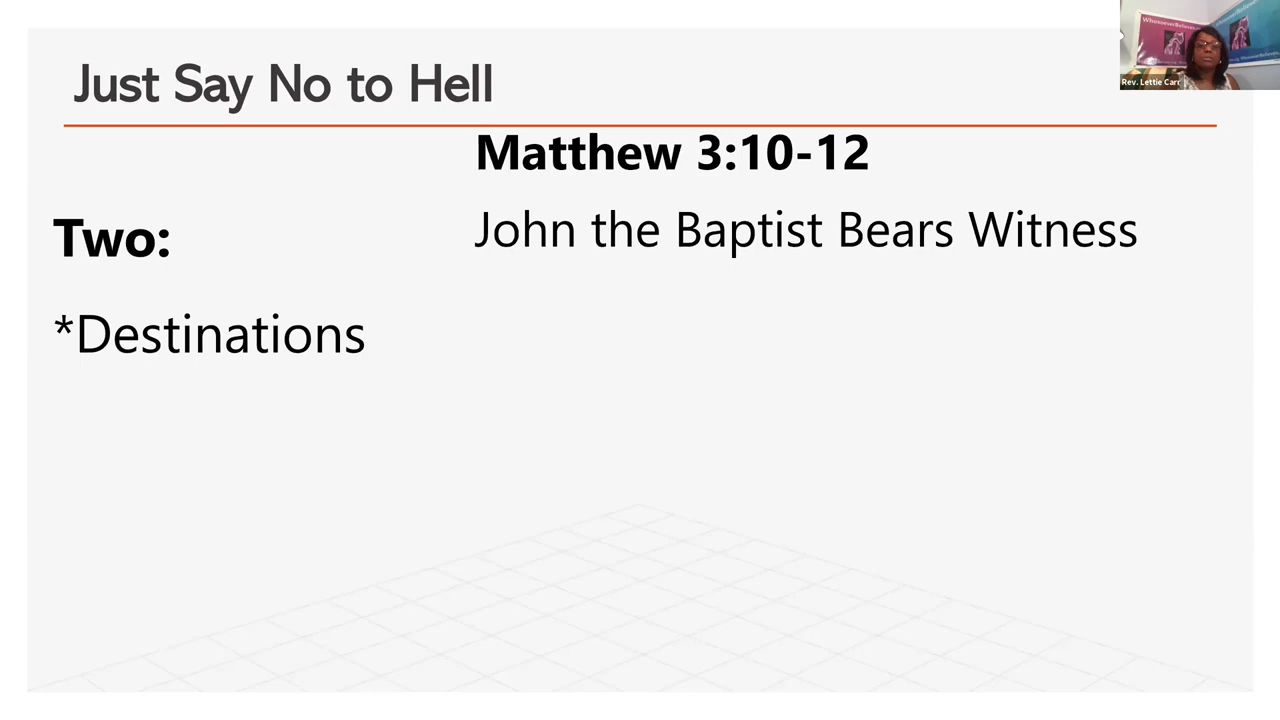 Just Say No to Hell
Matthew 3:10-12
John the Baptist Bears Witness
Two:
*Destinations
Rev. Lettie Carr